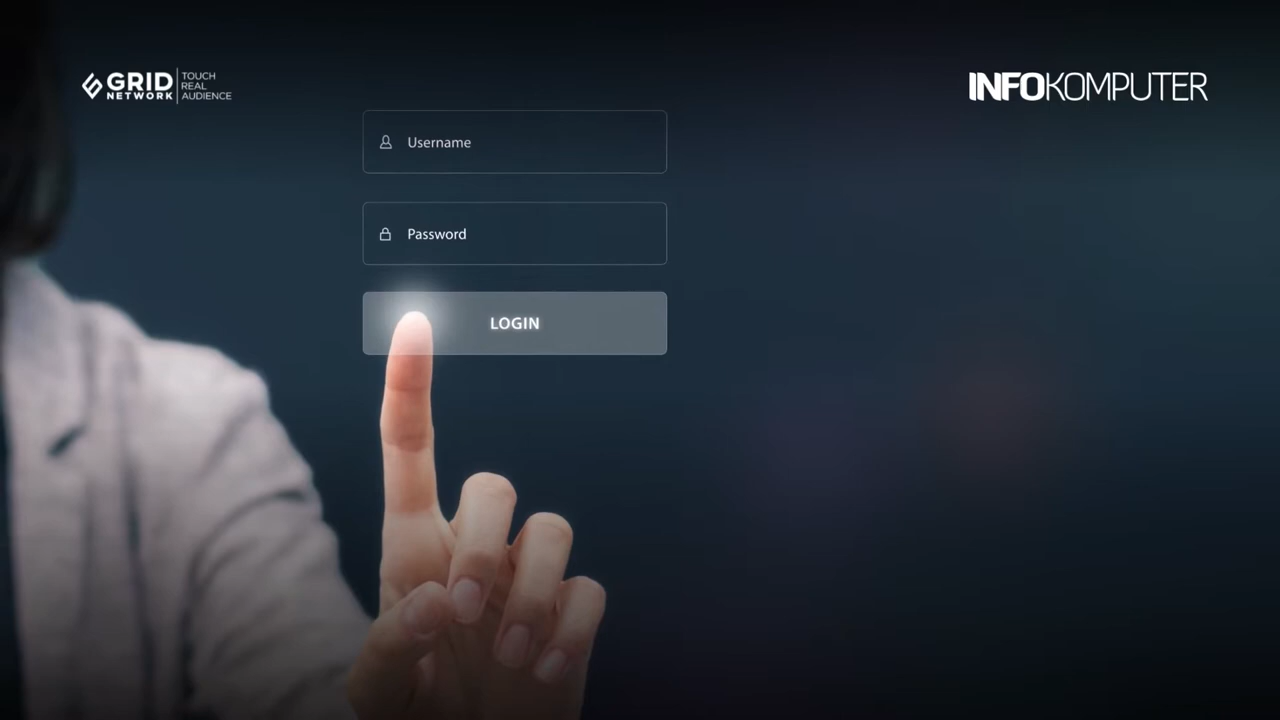 GRID
NETWORK
TOUCH
REAL
AUDIENCE
INFOKOMPUTER
Username
Password
LOGIN